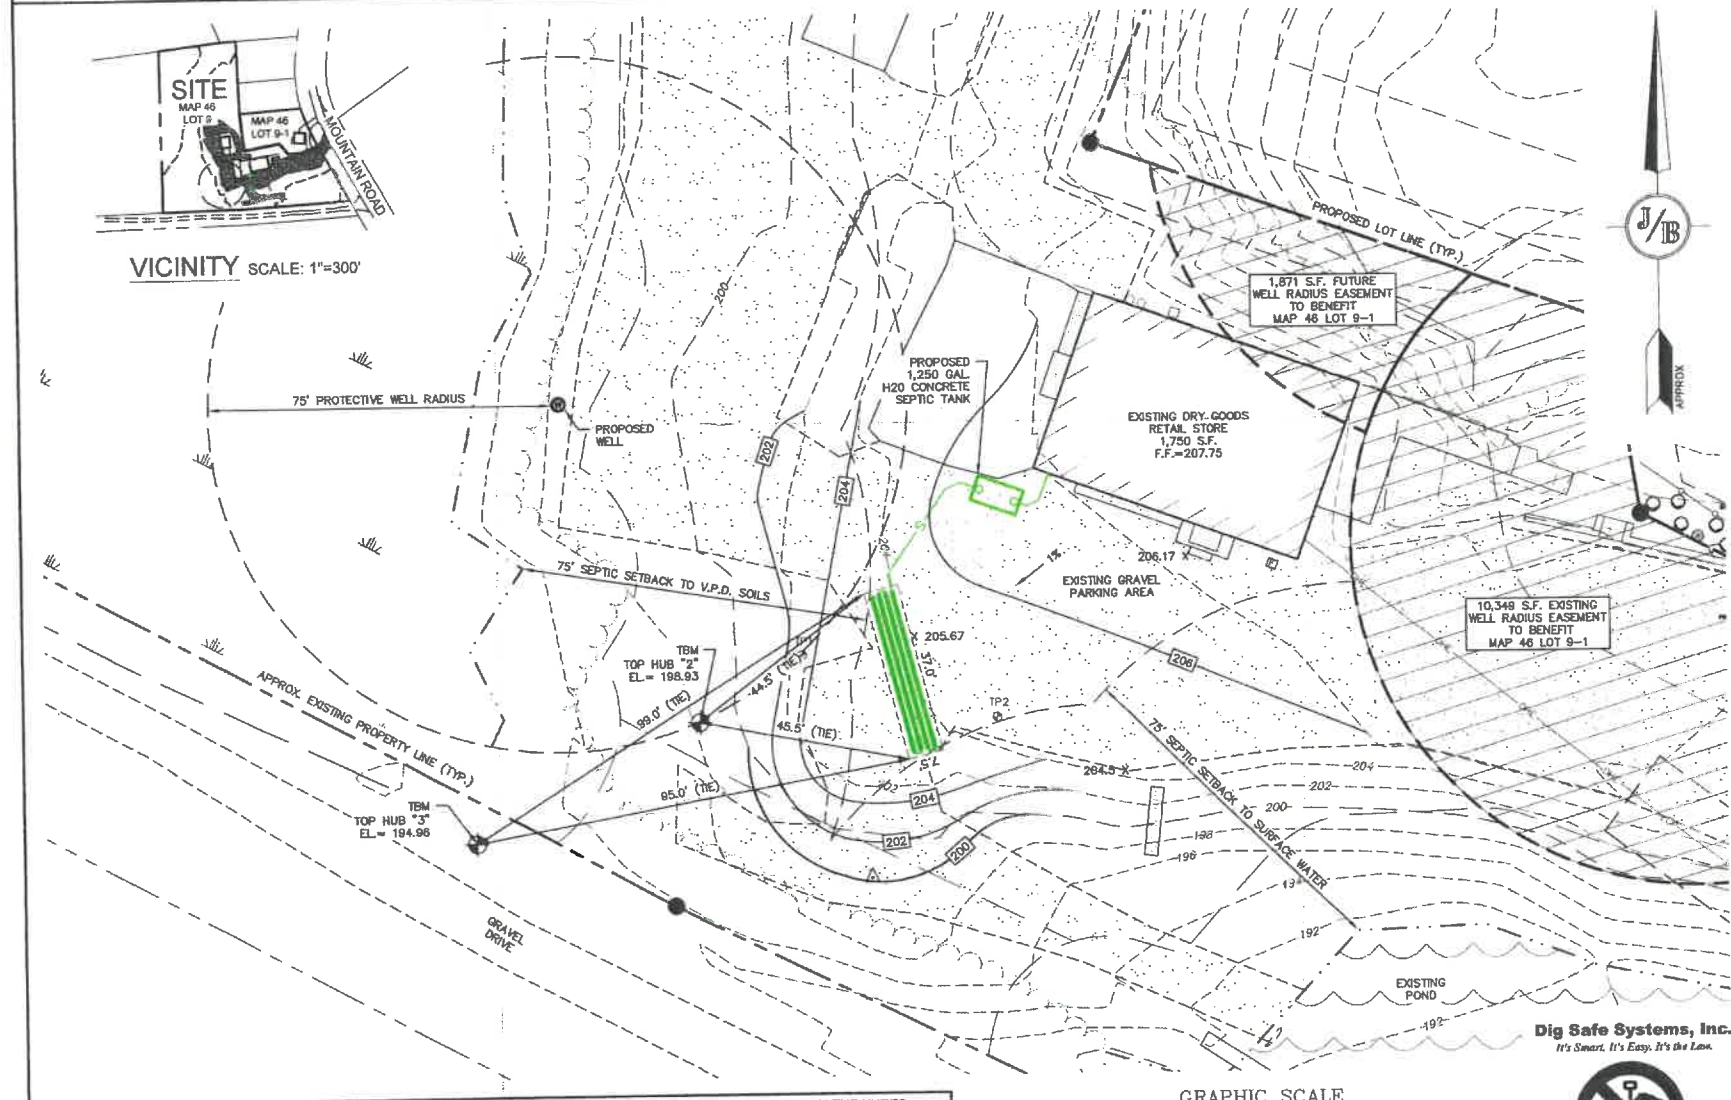 SITE
MAP 46
LOT 9
MAP 46
LOT 9-1
MOUNTAIN ROAD
VICINITY SCALE: 1"=300'
J/B
APPROX
PROPOSED LOT LINE (TYP.)
1,871 S.F. FUTURE
WELL RADIUS EASEMENT
TO BENEFIT
MAP 46 LOT 9-1
200
PROPOSED
1,250 GAL.
H20 CONCRETE
SEPTIC TANK
EXISTING DRY GOODS
RETAIL STORE
1,750 S.F.
F.F.=207.75
75' PROTECTIVE WELL RADIUS
W
PROPOSED
WELL
202
204
S
206.17 X
1%
EXISTING GRAVEL
PARKING AREA
E
75' SEPTIC SETBACK TO V.P.D. SOILS
10,349 S.F. EXISTING
WELL RADIUS EASEMENT
TO BENEFIT
MAP 46 LOT 9-1
X 205.67
37.0'
206
TBM
TOP HUB "2"
EL.= 198.93
44.5' (TIE)
99.0' (TIE)
45.5' (TIE)
95.0' (TIE)
7.5'
TP2
204.5 X
75' SEPTIC SETBACK TO SURFACE WATER
APPROX. EXISTING PROPERTY LINE (TYP.)
TBM
TOP HUB "3"
EL.= 194.96
202
204
202
200
204
202
200
198
196
194
192
GRAVEL
DRIVE
EXISTING
POND
192
Dig Safe Systems, Inc.
It's Smart. It's Easy. It's the Law.
GRAPHIC SCALE